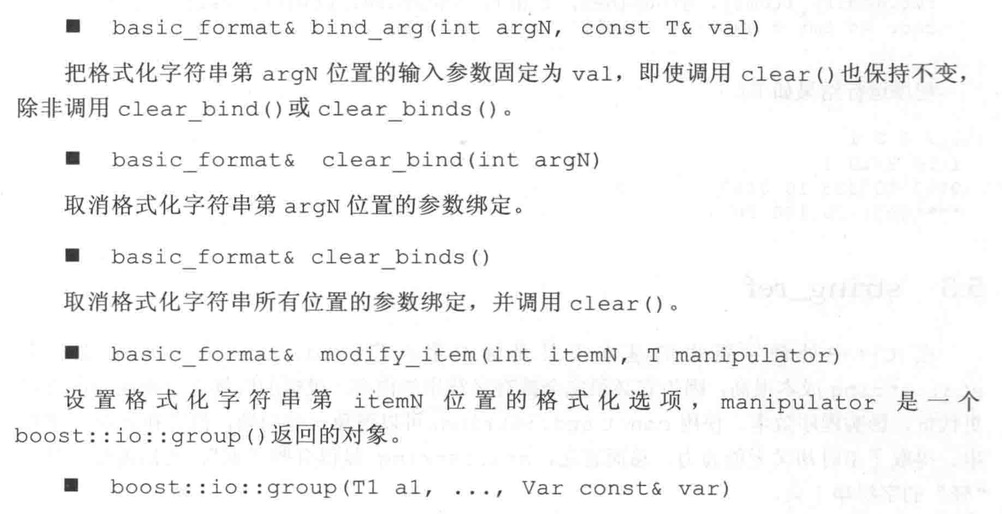 ■ basic_format& bind_arg(int argN, const T& val)
把格式化字符串第 argN 位置的输入参数固定为 val，即使调用 clear()也保持不变，
除非调用 clear_bind()或 clear_binds()。
■ basic_format& clear_bind(int argN)
取消格式化字符串第 argN 位置的参数绑定。
■ basic_format& clear_binds()
取消格式化字符串所有位置的参数绑定，并调用 clear()。
■ basic_format& modify_item(int itemN, T manipulator)
设置格式化字符串第 itemN 位置的格式化选项，manipulator 是一个
boost::io::group()返回的对象。
■ boost::io::group(T1 a1, ..., Var const& var)
5.3 string_ref